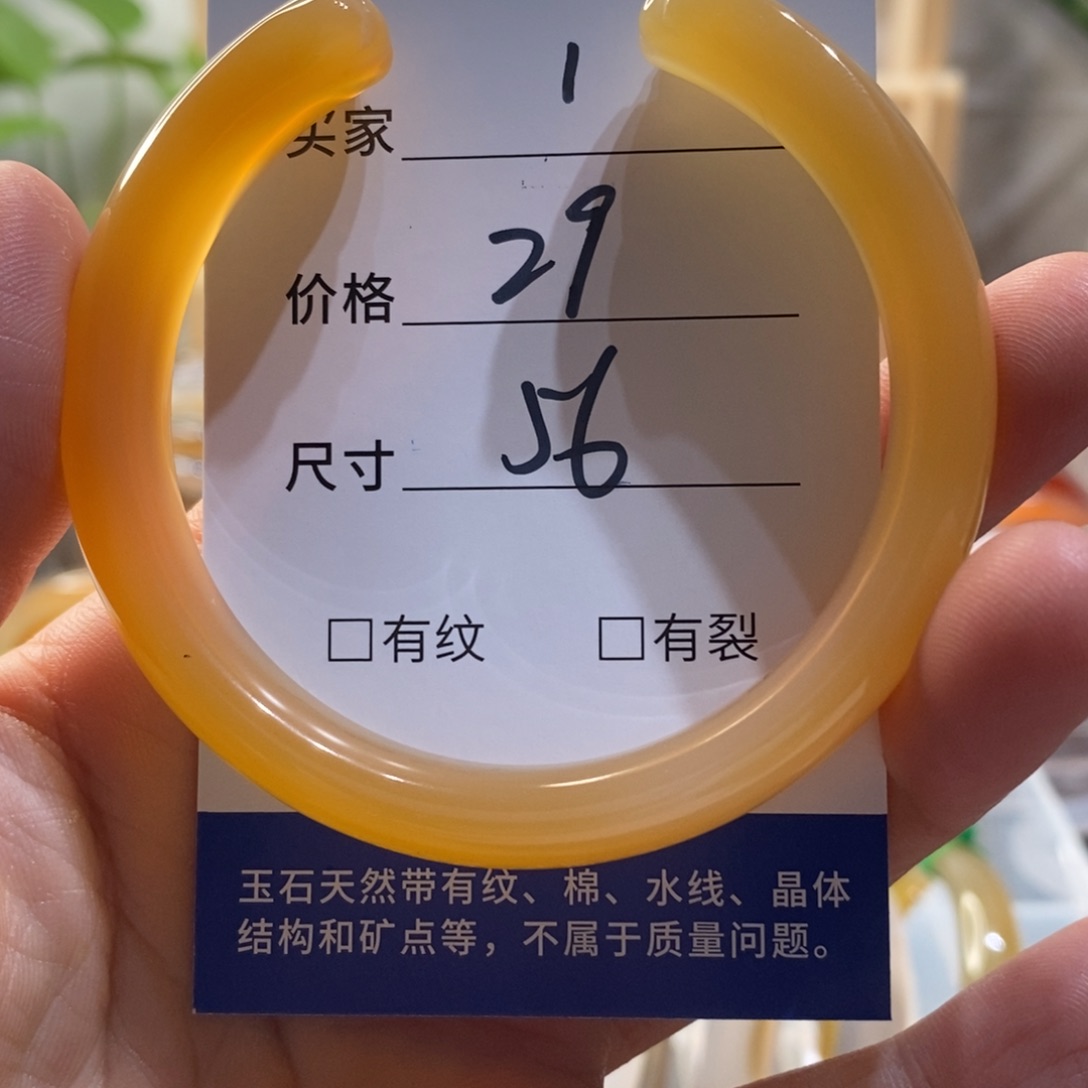 买家 1
价格 29
尺寸 56
□有纹 □有裂
玉石天然带有纹、棉、水线、晶体
结构和矿点等，不属于质量问题。